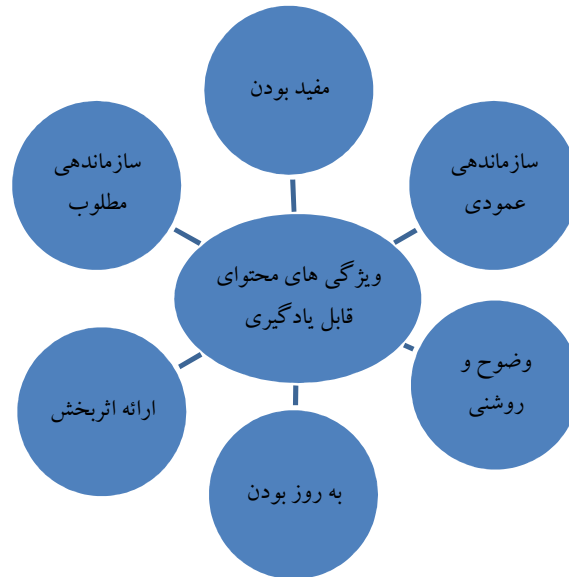 مفید بودن
سازماندهی
عمودی
سازماندهی
مطلوب
ویژگی های محتوای
قابل یادگیری
وضوح و
روشنی
ارائه اثربخش
به روز بودن